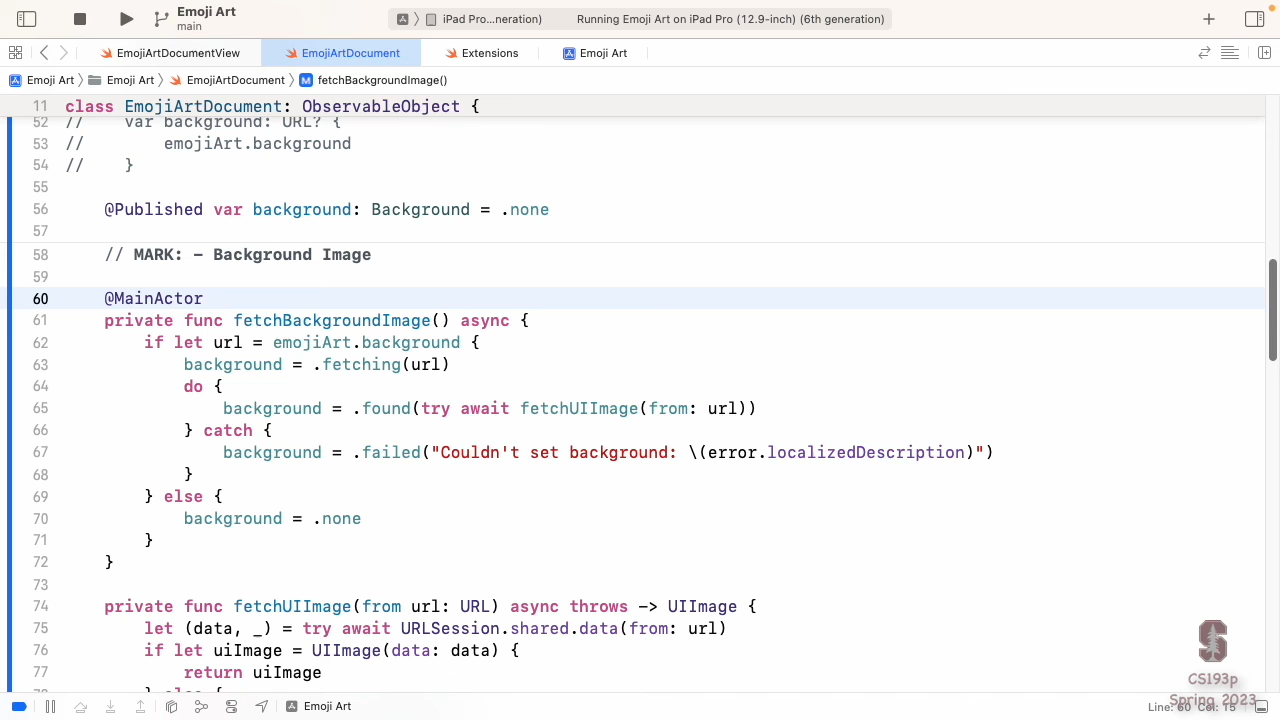 Emoji Art
main
iPad Pro...neration)
Running Emoji Art on iPad Pro (12.9-inch) (6th generation)
EmojiArtDocumentView
EmojiArtDocument
Extensions
Emoji Art
Emoji Art
Emoji Art
EmojiArtDocument
M
fetchBackgroundImage()
11 class EmojiArtDocument: ObservableObject {
52 // var background: URL? {
53 // emojiArt.background
54 // }
55
56 @Published var background: Background = .none
57
58 // MARK: - Background Image
59
60 @MainActor
61 private func fetchBackgroundImage() async {
62 if let url = emojiArt.background {
63 background = .fetching(url)
64 do {
65 background = .found(try await fetchUIImage(from: url))
66 } catch {
67 background = .failed("Couldn't set background: \(error.localizedDescription)")
68 }
69 } else {
70 background = .none
71 }
72 }
73
74 private func fetchUIImage(from url: URL) async throws -> UIImage {
75 let (data, _) = try await URLSession.shared.data(from: url)
76 if let uiImage = UIImage(data: data) {
77 return uiImage
78 } else {
S
CS193p
Spring 2023
Emoji Art
Line: 60 Col: 15